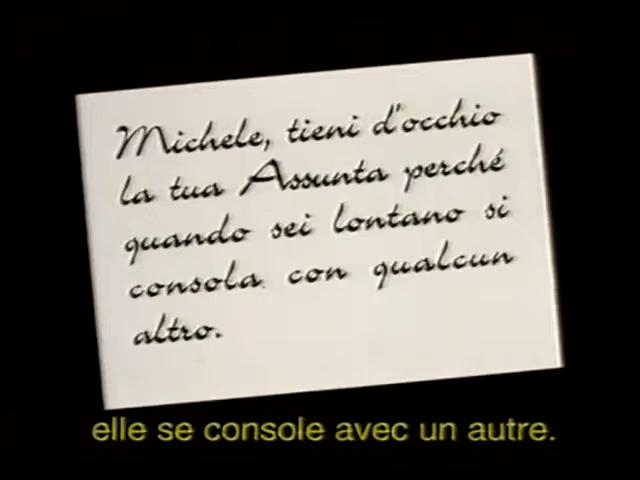 Michele, tieni d'occhio
la tua Assunta perché
quando sei lontano si
consola con qualcun
altro.
elle se console avec un autre.